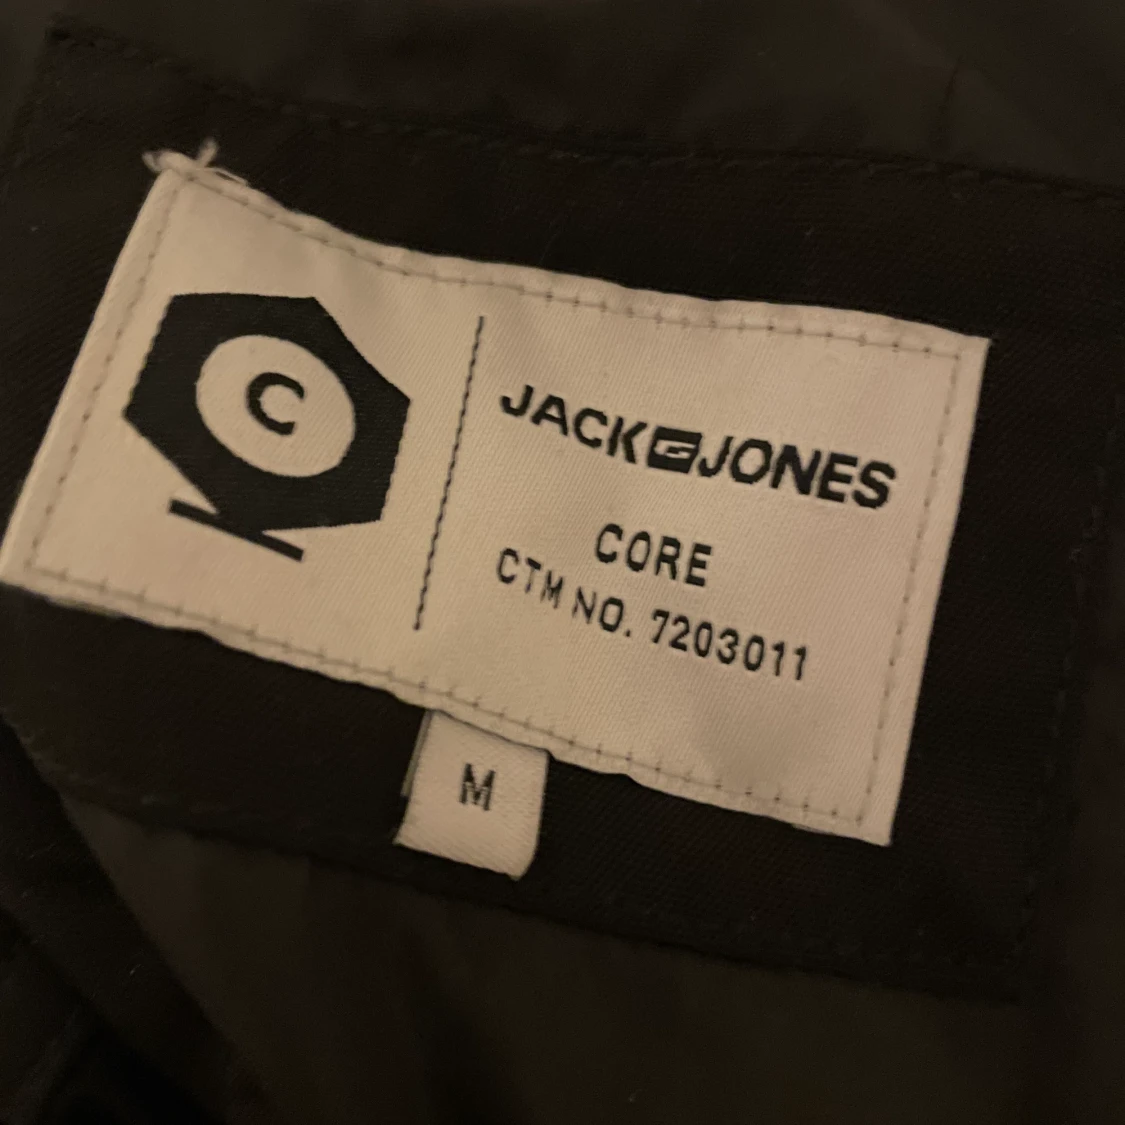 C
JACK & JONES
CORE
CTM NO. 7203011
M